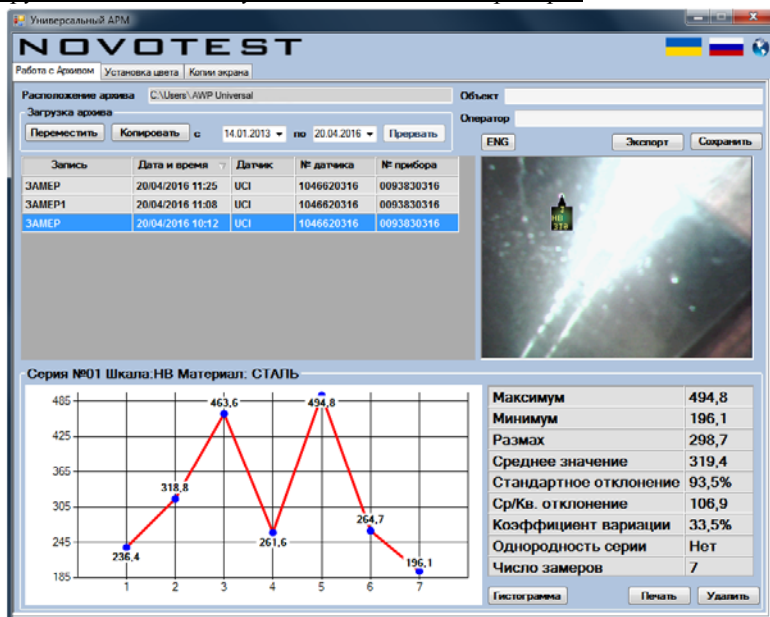 Универсальный АРМ
NOVOTEST
Работа с Архивом Установка цвета Копии экрана
Расположение архива C:\Users\AWP Universal
Объект
Загрузка архива
Оператор
Переместить Копировать с 14.01.2013 по 20.04.2016 Прервать
ENG Экспорт Сохранить
Запись Дата и время Датчик № датчика № прибора
ЗАМЕР 20/04/2016 11:25 UCI 1046620316 0093830316
ЗАМЕР1 20/04/2016 11:08 UCI 1046620316 0093830316
ЗАМЕР 20/04/2016 10:12 UCI 1046620316 0093830316
HB
318
Серия №01 Шкала:HB Материал: СТАЛЬ
485
425
365
305
245
185
236,4
318,8
463,6
261,6
494,8
264,7
196,1
1 2 3 4 5 6 7
Максимум 494,8
Минимум 196,1
Размах 298,7
Среднее значение 319,4
Стандартное отклонение 93,5%
Ср/Кв. отклонение 106,9
Коэффициент вариации 33,5%
Однородность серии Нет
Число замеров 7
Гистограмма Печать Удалить